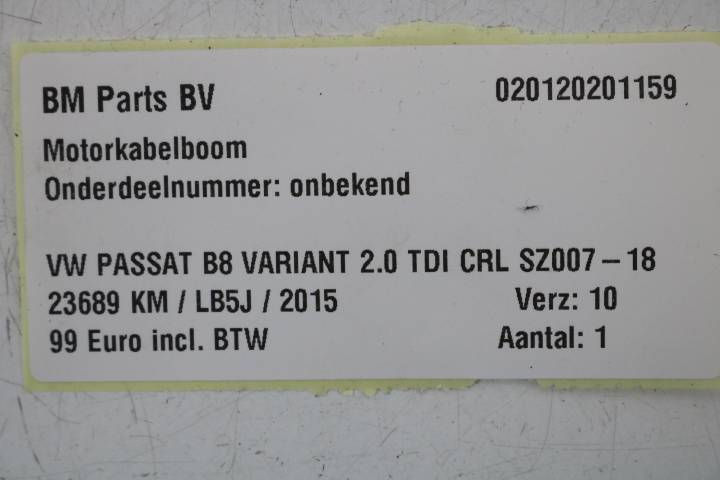 BM Parts BV 020120201159
Motorkabelboom
Onderdeelnummer: onbekend
VW PASSAT B8 VARIANT 2.0 TDI CRL SZ007-18
23689 KM / LB5J / 2015 Verz: 10
99 Euro incl. BTW Aantal: 1